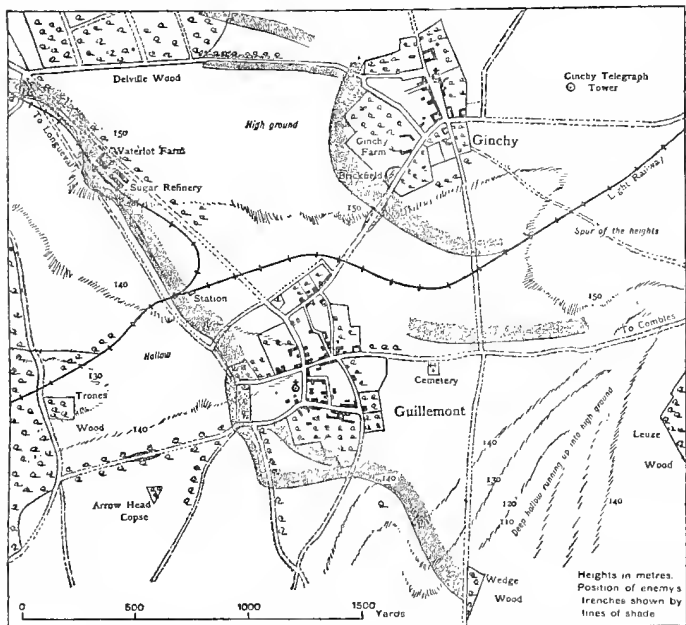 Delville Wood
Ginchy Telegraph
Tower
High ground
Ginchy
Farm
Ginchy
150
Waterlot Farm
To Longueval
Sugar Refinery
Brickfield
150
Light Railway
Spur of the heights
140
Station
150
To Combles
Hollow
130
Trones
Wood
Cemetery
Guillemont
140
Leuze
Wood
140
140
130
120
110
Deep hollow running up into high ground
140
Arrow Head
Copse
Wedge
Wood
Heights in metres.
Position of enemy's
trenches shown by
lines of shade
0 500 1000 1500
Yards